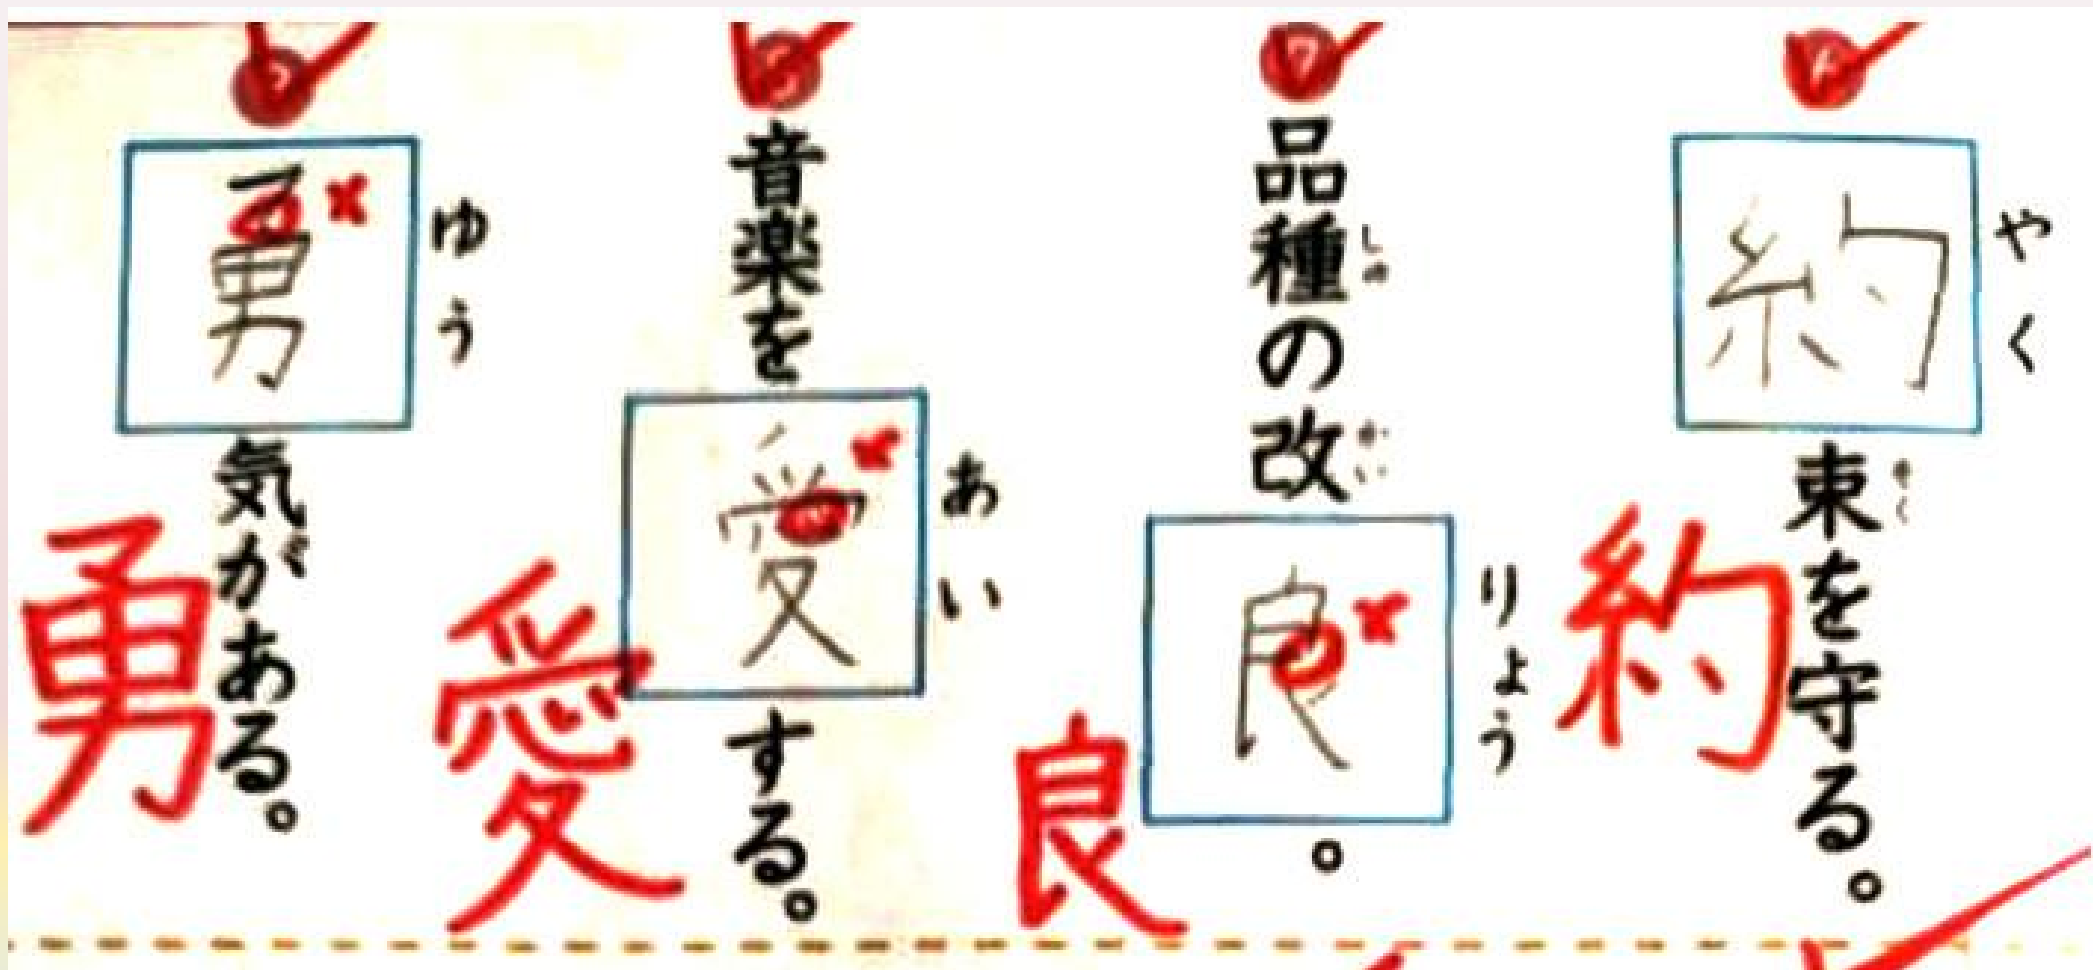 約束を守る。
やく
そく
約
品種の改良。
しゅ
かい
りょう
良
音楽を愛する。
あい
愛
勇気がある。
ゆう
勇